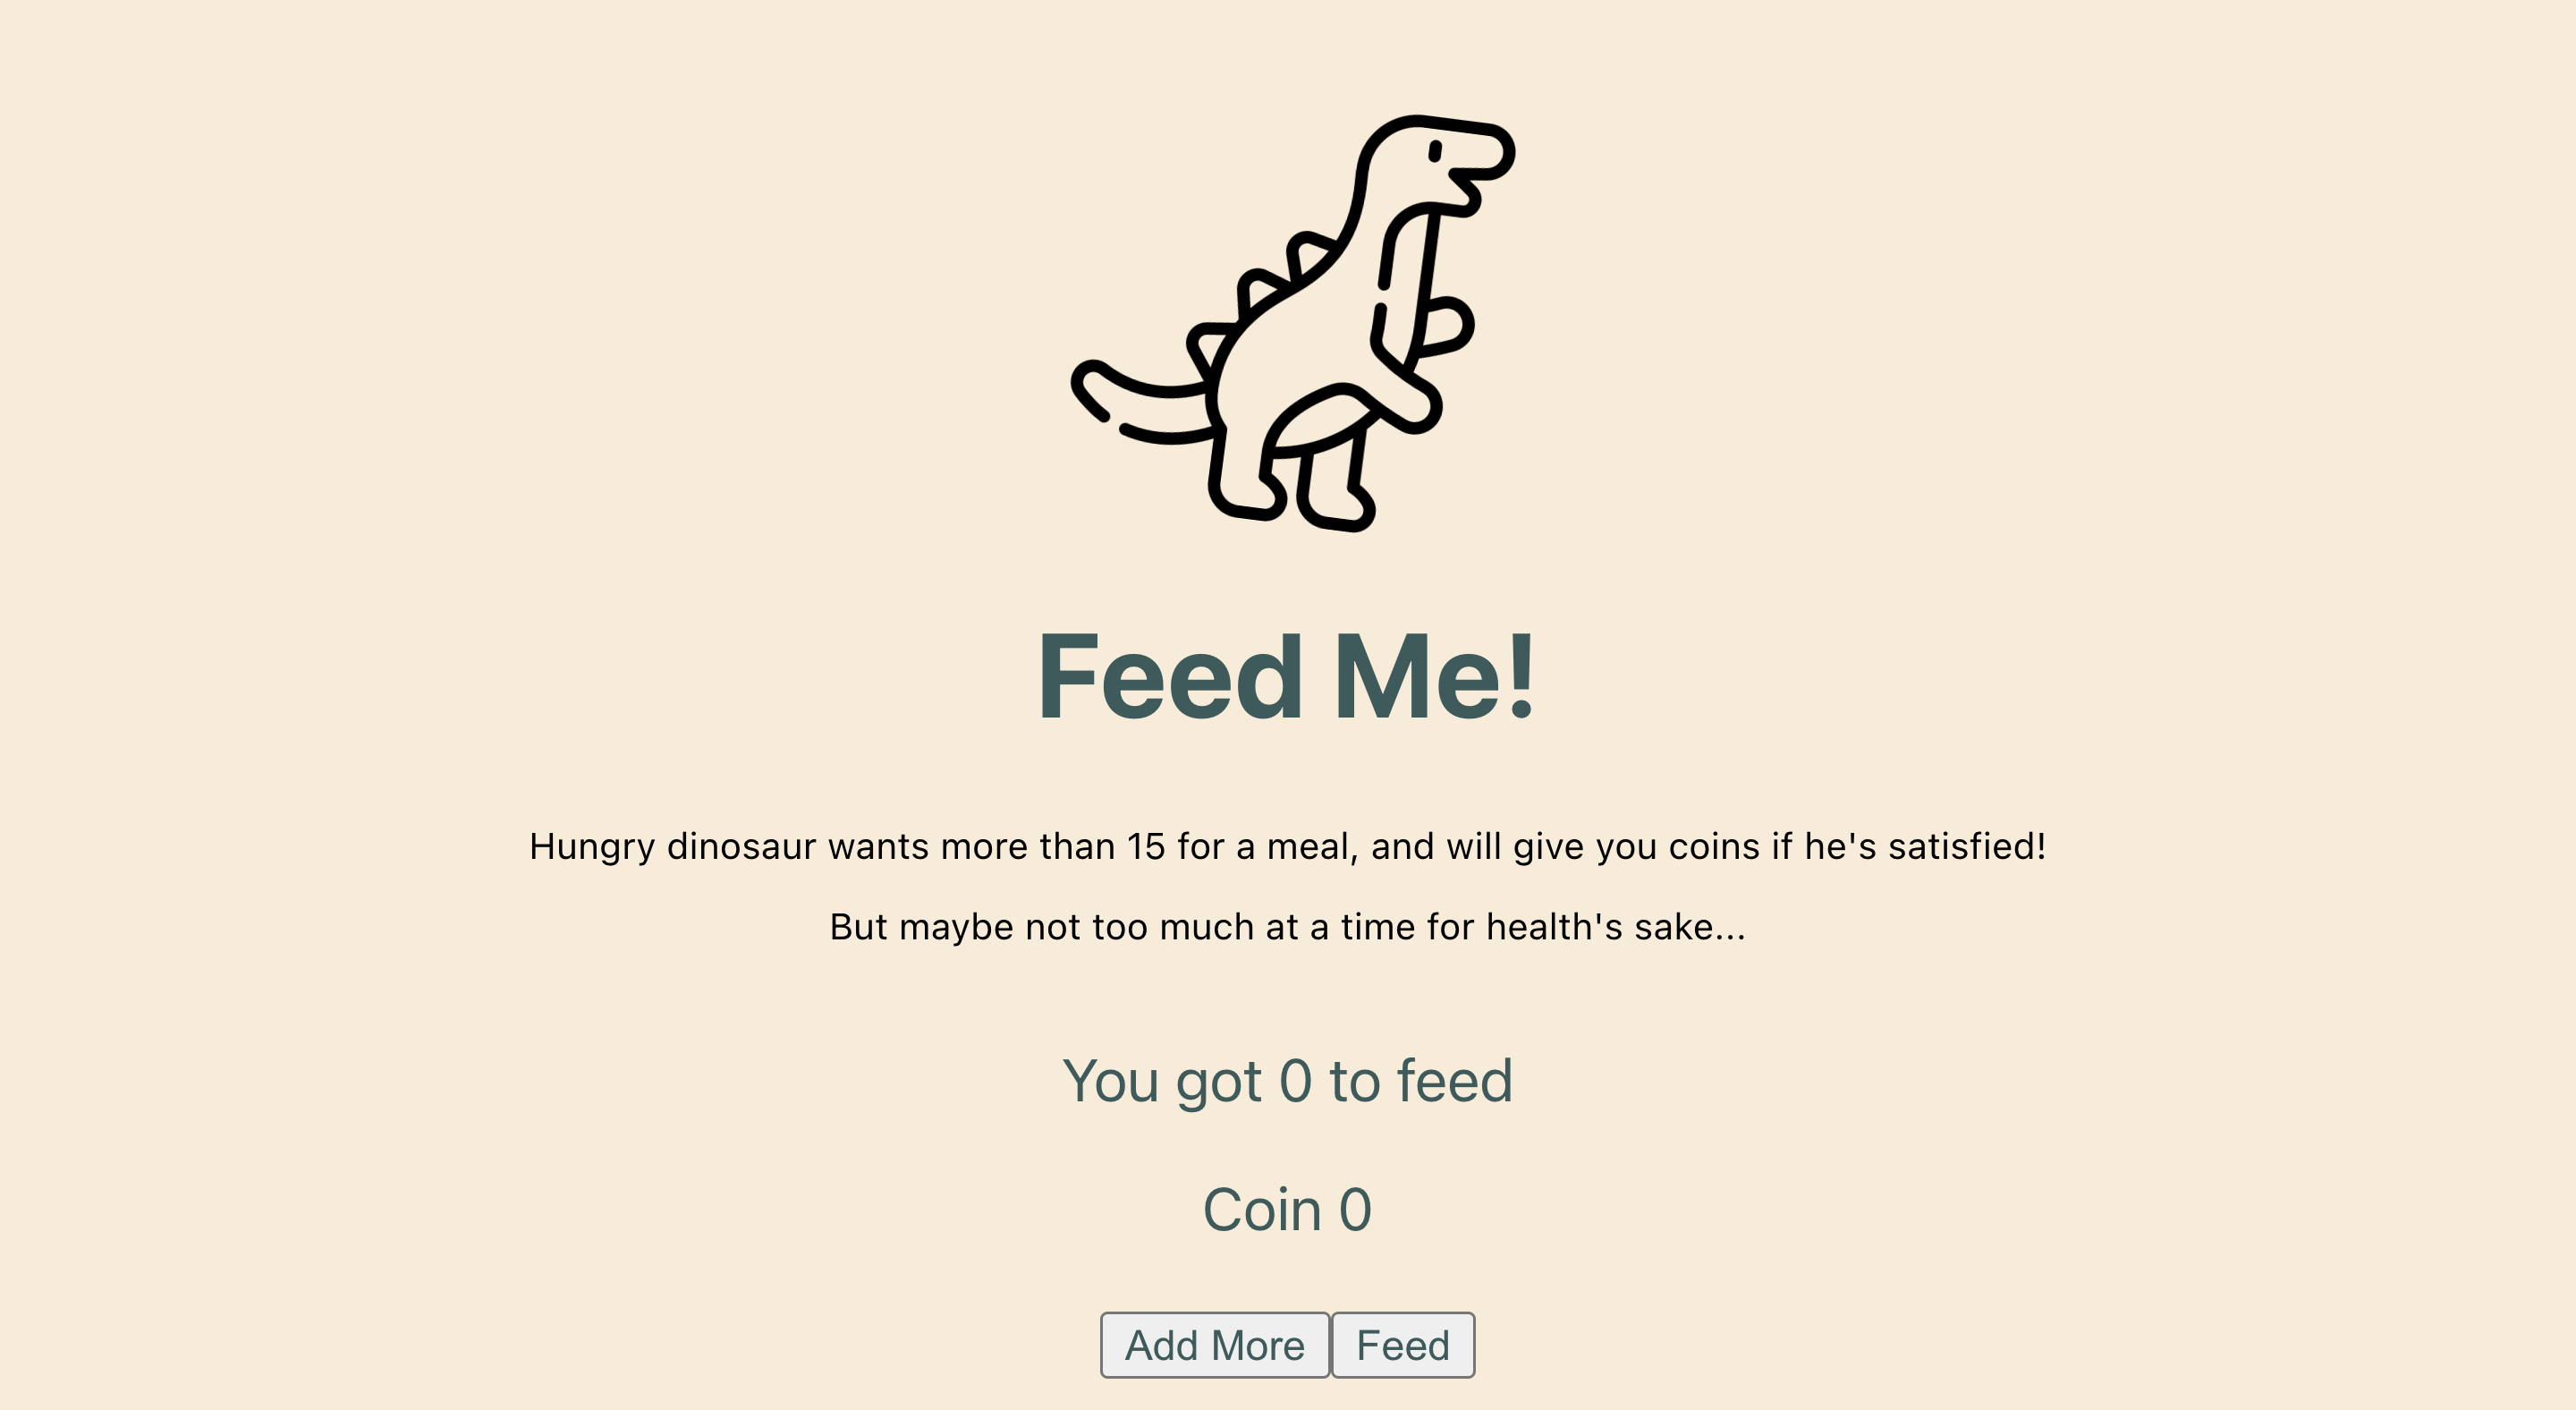 Feed Me!
Hungry dinosaur wants more than 15 for a meal, and will give you coins if he's satisfied!
But maybe not too much at a time for health's sake...
You got 0 to feed
Coin 0
Add More Feed